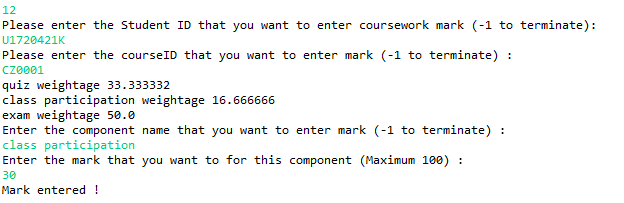 12
Please enter the Student ID that you want to enter coursework mark (-1 to terminate):
U1720421K
Please enter the courseID that you want to enter mark (-1 to terminate) :
CZ0001
quiz weightage 33.333332
class participation weightage 16.666666
exam weightage 50.0
Enter the component name that you want to enter mark (-1 to terminate) :
class participation
Enter the mark that you want to for this component (Maximum 100) :
30
Mark entered !